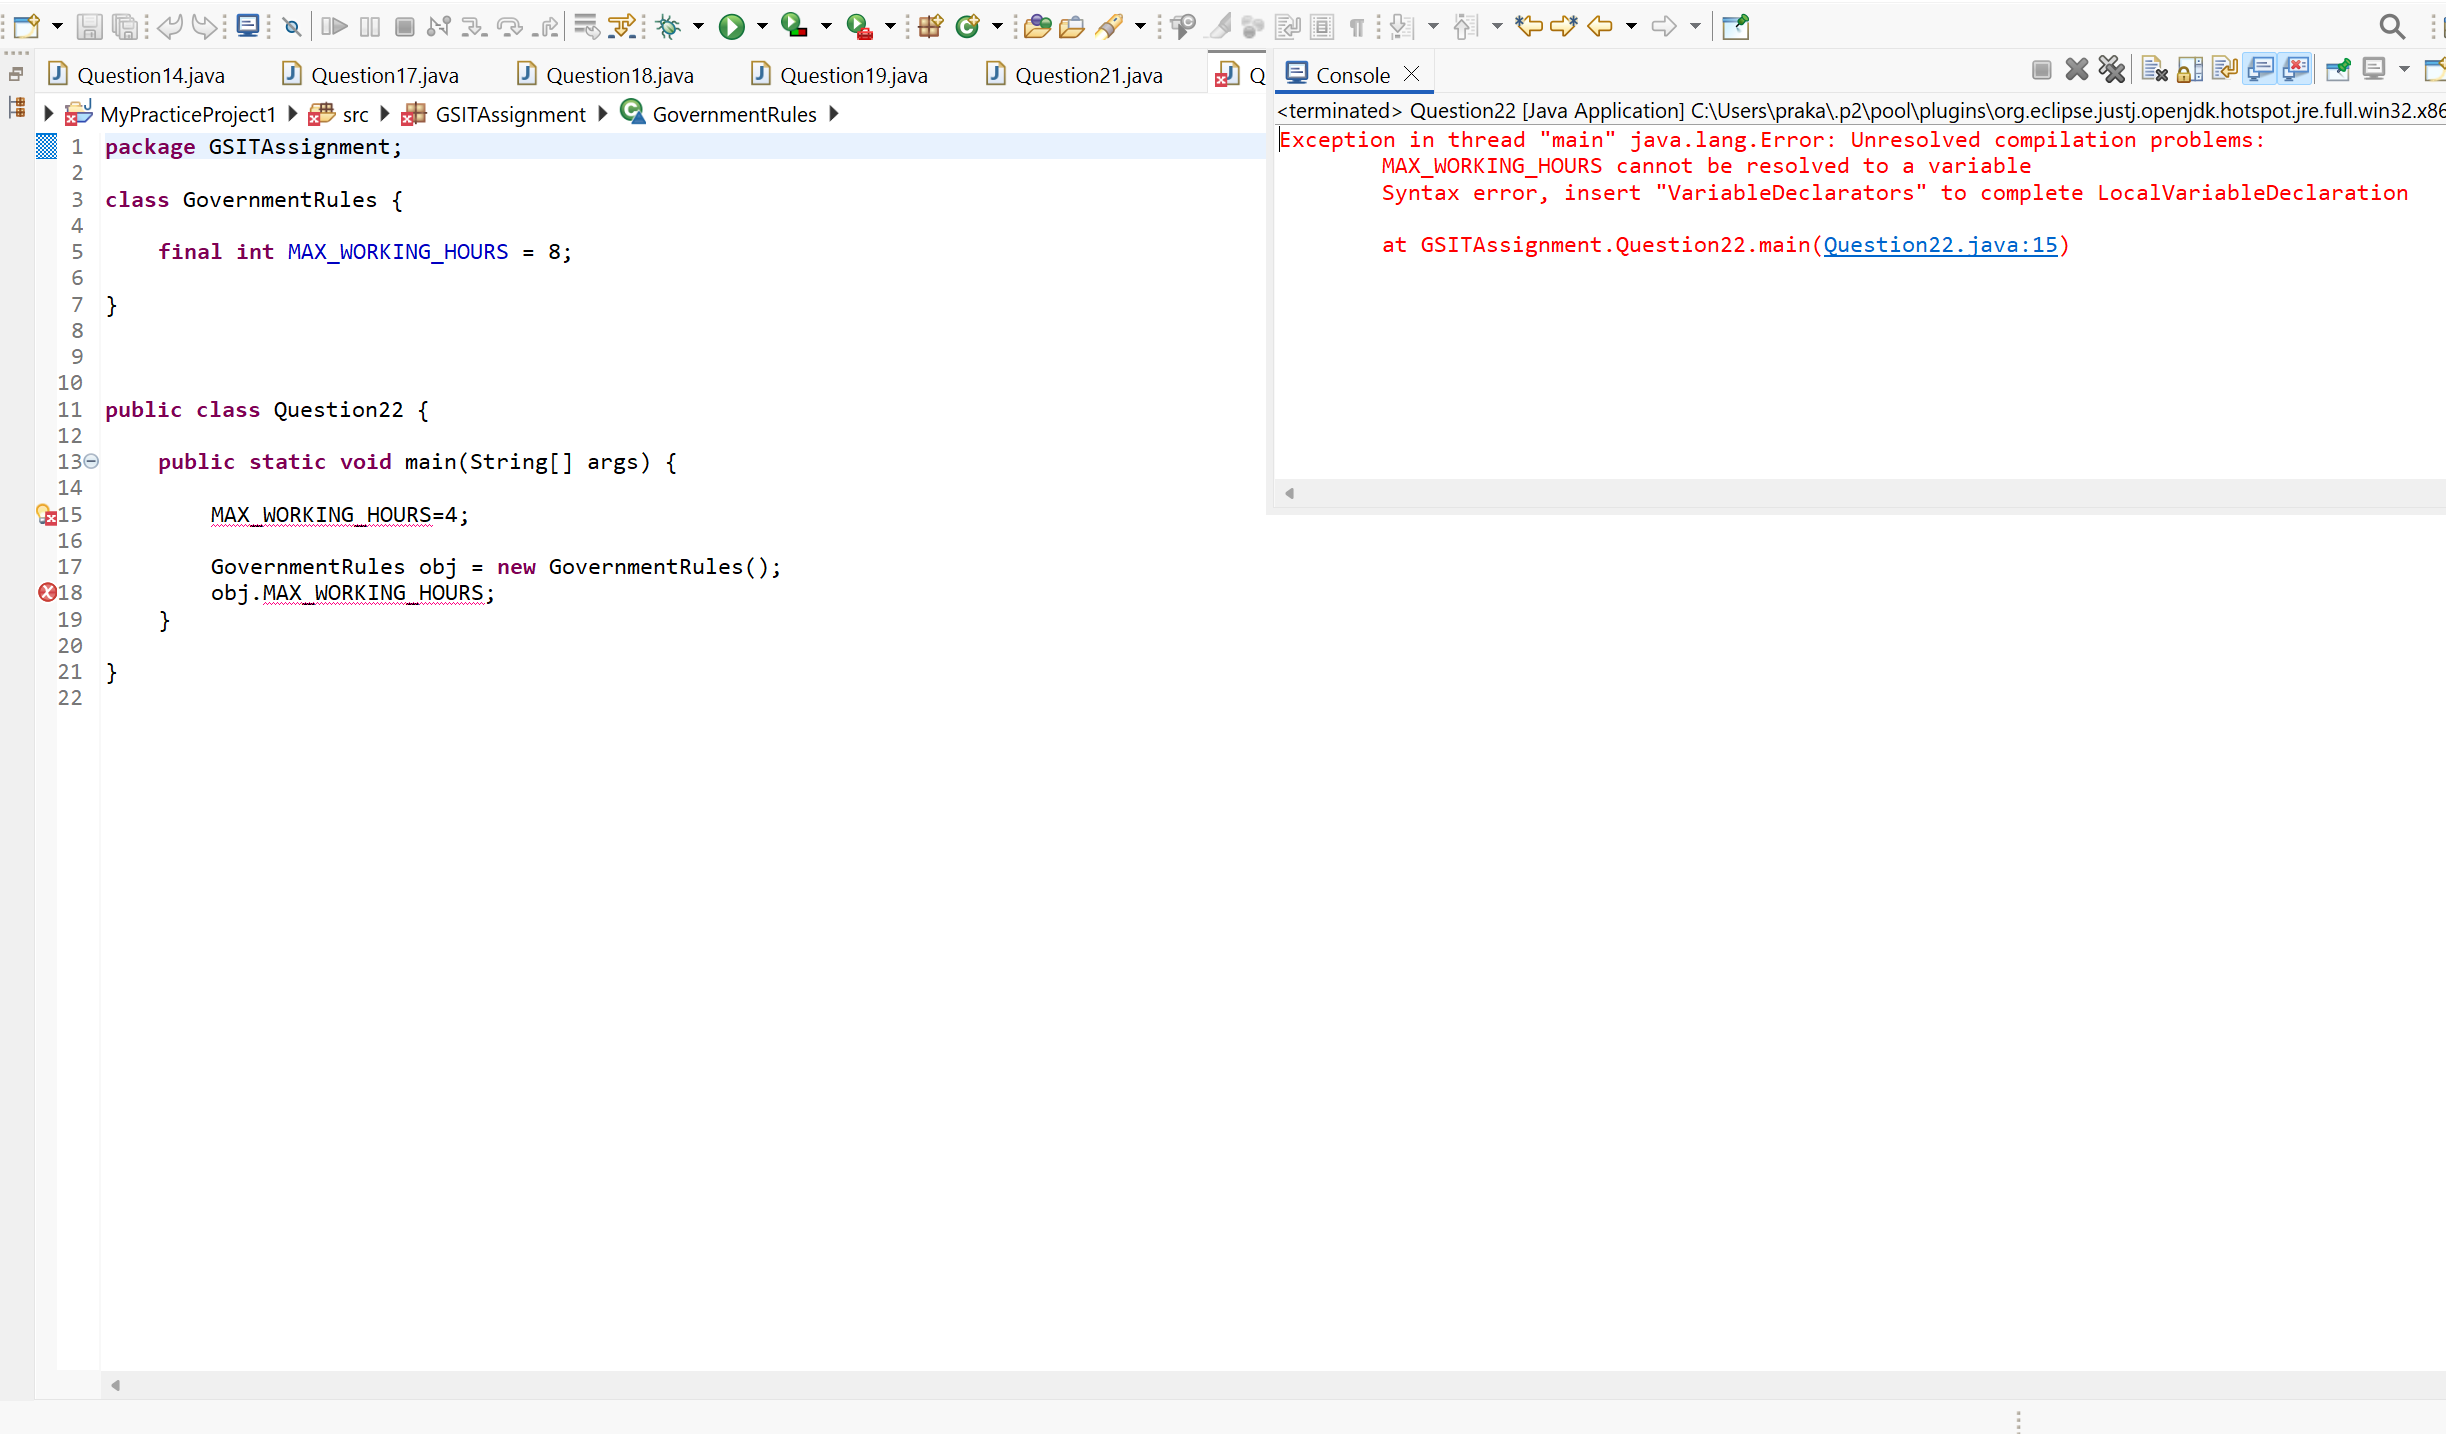 Question14.java Question17.java Question18.java Question19.java Question21.java Q
MyPracticeProject1 src GSITAssignment GovernmentRules
1 package GSITAssignment;
2
3 class GovernmentRules {
4
5 final int MAX_WORKING_HOURS = 8;
6
7 }
8
9
10
11 public class Question22 {
12
13 public static void main(String[] args) {
14
15 MAX_WORKING_HOURS=4;
16
17 GovernmentRules obj = new GovernmentRules();
18 obj.MAX_WORKING_HOURS;
19 }
20
21 }
22
Console
<terminated> Question22 [Java Application] C:\Users\praka\.p2\pool\plugins\org.eclipse.justj.openjdk.hotspot.jre.full.win32.x86
Exception in thread "main" java.lang.Error: Unresolved compilation problems:
MAX_WORKING_HOURS cannot be resolved to a variable
Syntax error, insert "VariableDeclarators" to complete LocalVariableDeclaration
at GSITAssignment.Question22.main(Question22.java:15)